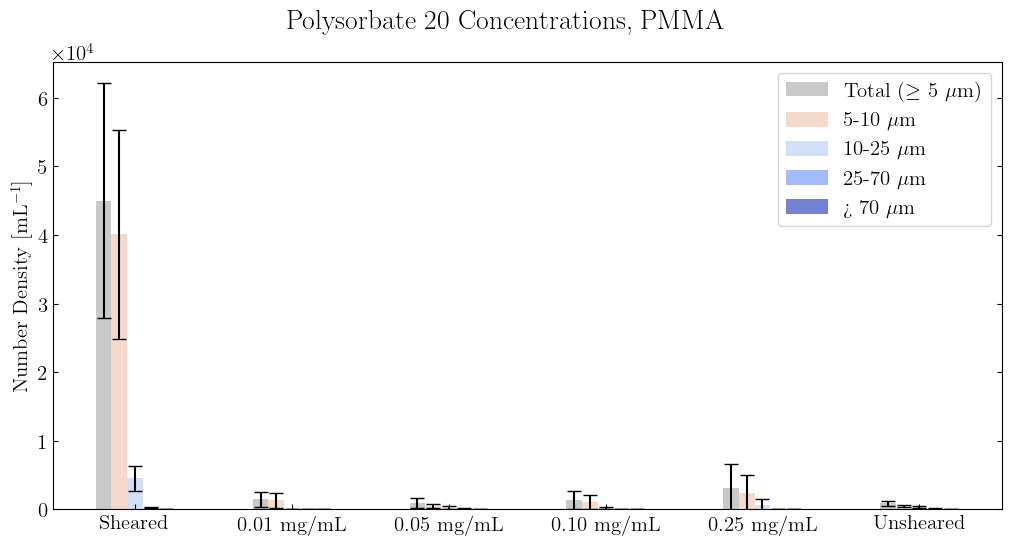 Polysorbate 20 Concentrations, PMMA
×10⁴
6
5
4
3
2
1
0
Number Density [mL⁻¹]
Total (≥ 5 μm)
5-10 μm
10-25 μm
25-70 μm
¿ 70 μm
Sheared
0.01 mg/mL
0.05 mg/mL
0.10 mg/mL
0.25 mg/mL
Unsheared